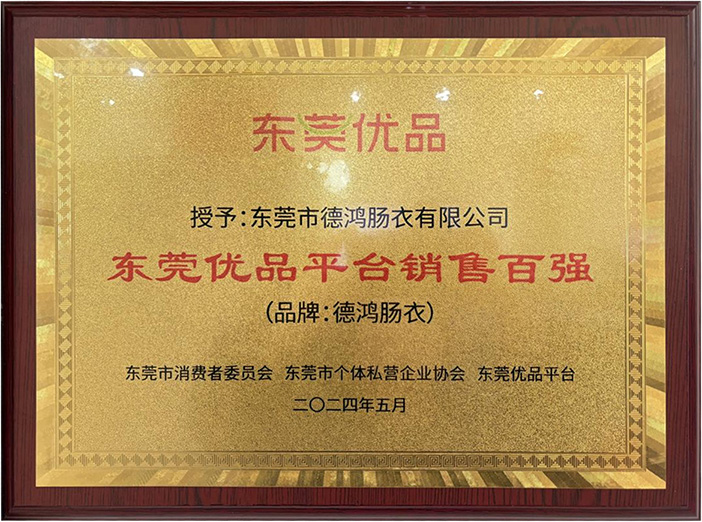 东莞优品
授予：东莞市德鸿肠衣有限公司
东莞优品平台销售百强
（品牌：德鸿肠衣）
东莞市消费者委员会 东莞市个体私营企业协会 东莞优品平台
二〇二四年五月